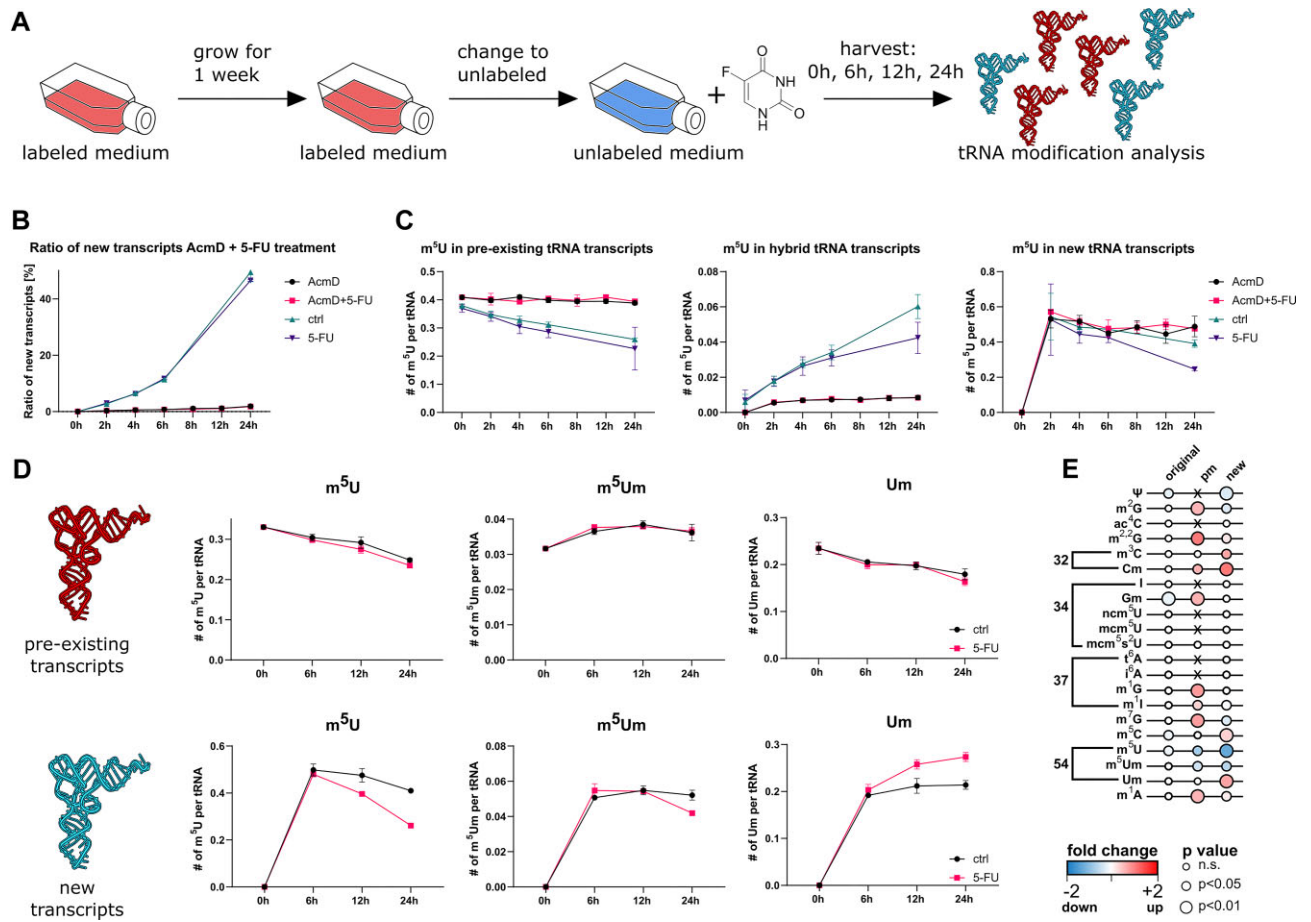 A
grow for
1 week
change to
unlabeled
harvest:
0h, 6h, 12h, 24h
F
O
NH
N
H
O
labeled medium
labeled medium
unlabeled medium
tRNA modification analysis
B
Ratio of new transcripts AcmD + 5-FU treatment
Ratio of new transcripts [%]
40
20
0
0h 2h 4h 6h 8h 12h 24h
AcmD
AcmD+5-FU
ctrl
5-FU
C
m⁵U in pre-existing tRNA transcripts
# of m⁵U per tRNA
0.5
0.4
0.3
0.2
0.1
0.0
0h 2h 4h 6h 8h 12h 24h
m⁵U in hybrid tRNA transcripts
# of m⁵U per tRNA
0.08
0.06
0.04
0.02
0.00
0h 2h 4h 6h 8h 12h 24h
m⁵U in new tRNA transcripts
# of m⁵U per tRNA
0.8
0.6
0.4
0.2
0.0
0h 2h 4h 6h 8h 12h 24h
AcmD
AcmD+5-FU
ctrl
5-FU
D
pre-existing
transcripts
m⁵U
# of m⁵U per tRNA
0.3
0.2
0.1
0.0
0h 6h 12h 24h
m⁵Um
# of m⁵Um per tRNA
0.04
0.03
0.02
0.01
0.00
0h 6h 12h 24h
Um
# of Um per tRNA
0.3
0.2
0.1
0.0
0h 6h 12h 24h
ctrl
5-FU
new
transcripts
m⁵U
# of m⁵U per tRNA
0.6
0.4
0.2
0.0
0h 6h 12h 24h
m⁵Um
# of m⁵Um per tRNA
0.08
0.06
0.04
0.02
0.00
0h 6h 12h 24h
Um
# of Um per tRNA
0.3
0.2
0.1
0.0
0h 6h 12h 24h
ctrl
5-FU
E
original pm new
Ψ X
m²G
ac⁴C X
m²,²G
32
m³C
Cm
34
I X
Gm
ncm⁵U X
mcm⁵U X
mcm⁵s²U
37
t⁶A X
i⁶A X
m¹G
m¹I
m⁷G
m⁵C
54
m⁵U
m⁵Um
Um
m¹A
fold change
-2 +2
down up
p value
n.s.
p<0.05
p<0.01